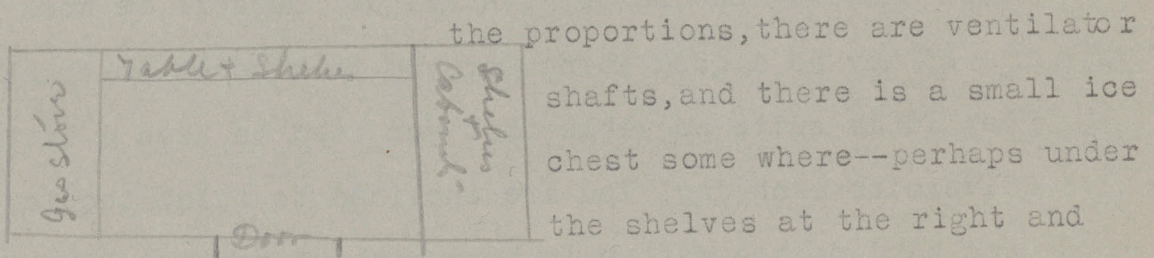 the proportions,there are ventilator
shafts,and there is a small ice
chest some where--perhaps under
the shelves at the right and
Table + Shelves
Gas stove
Shelves
+
Door